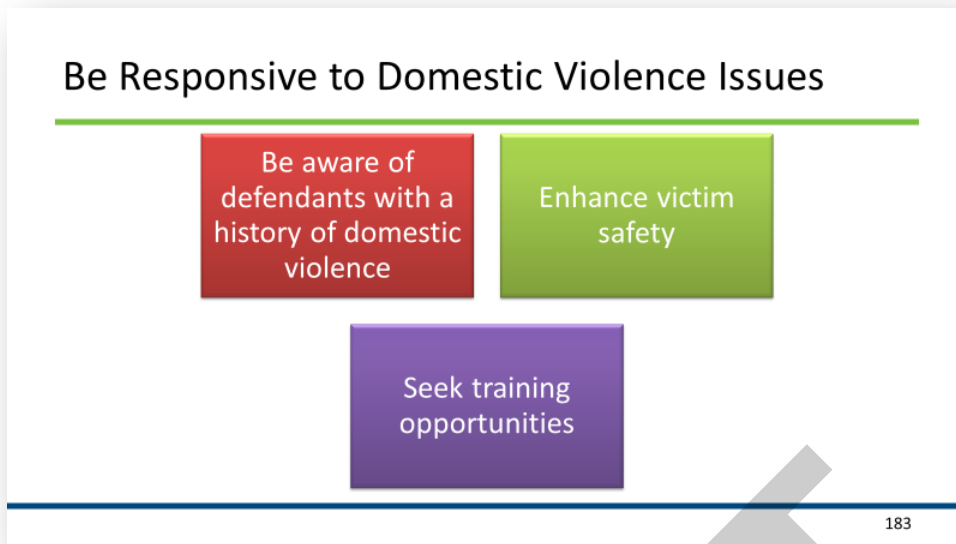 Be Responsive to Domestic Violence Issues
Be aware of
defendants with a
history of domestic
violence
Enhance victim
safety
Seek training
opportunities
183